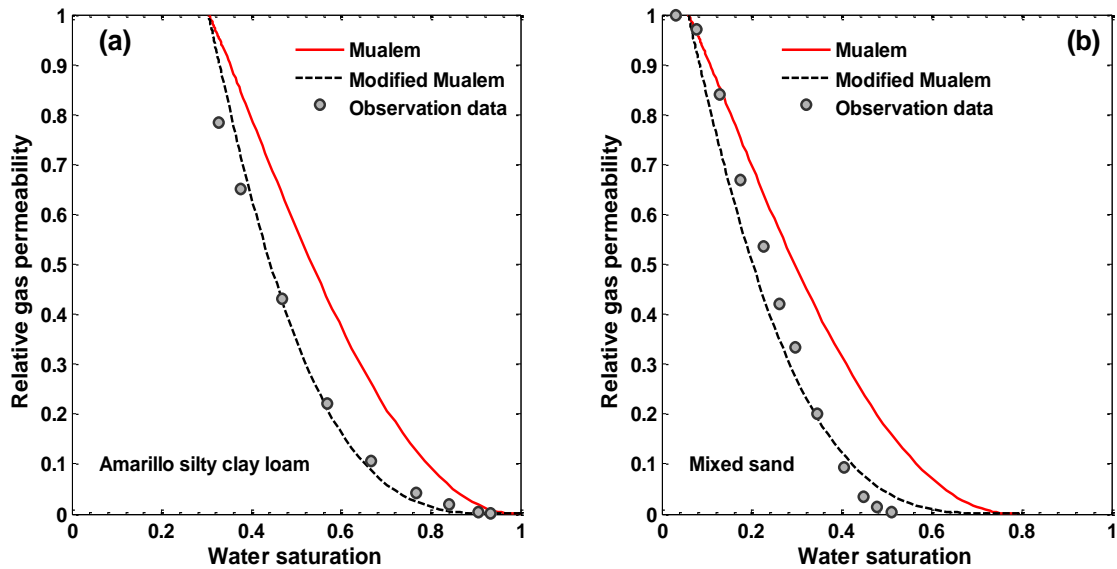 (a)
Mualem
Modified Mualem
Observation data
Relative gas permeability
1
0.9
0.8
0.7
0.6
0.5
0.4
0.3
0.2
0.1
0
Amarillo silty clay loam
0
0.2
0.4
0.6
0.8
1
Water saturation
(b)
Mualem
Modified Mualem
Observation data
Relative gas permeability
1
0.9
0.8
0.7
0.6
0.5
0.4
0.3
0.2
0.1
0
Mixed sand
0
0.2
0.4
0.6
0.8
1
Water saturation